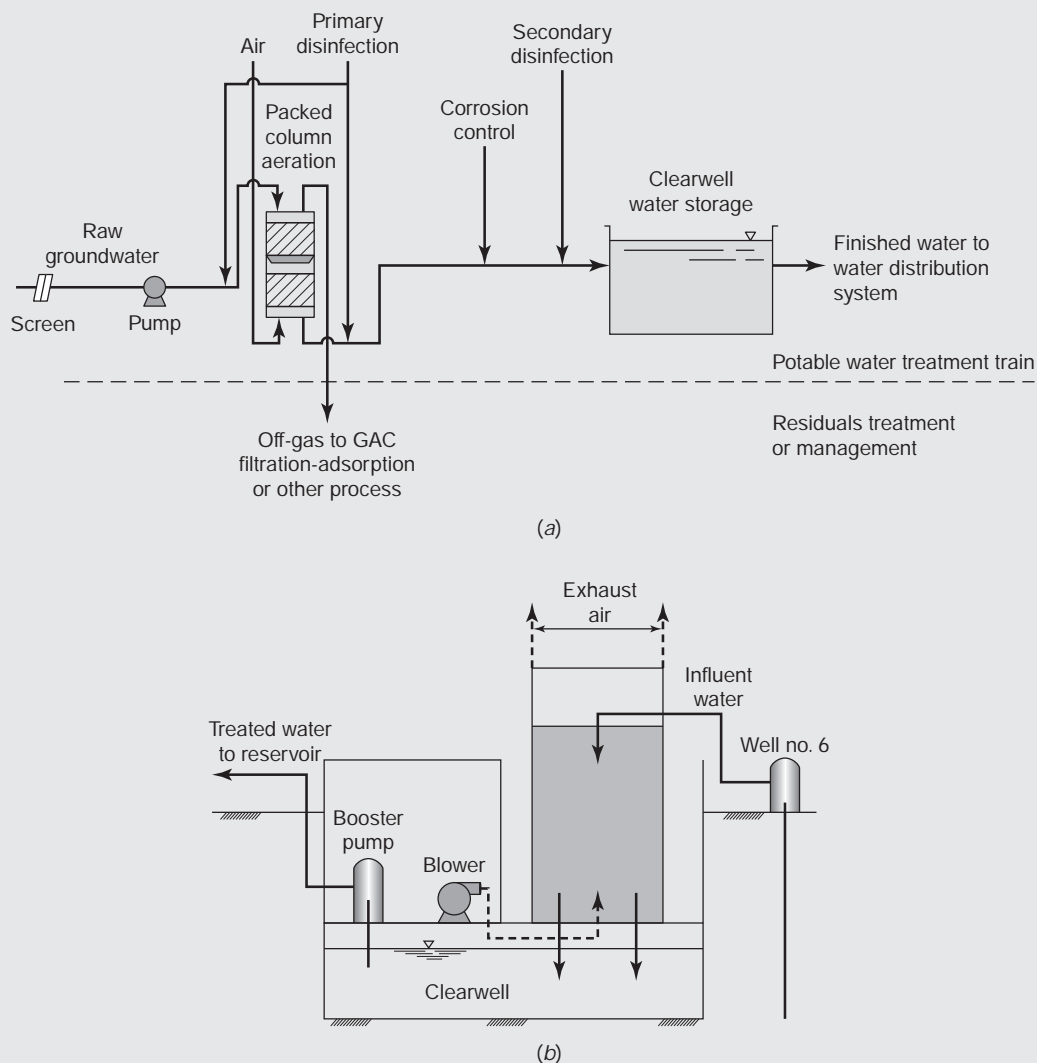 Air
Primary
disinfection
Secondary
disinfection
Packed
column
aeration
Corrosion
control
Clearwell
water storage
Raw
groundwater
Screen
Pump
Finished water to
water distribution
system
Potable water treatment train
Residuals treatment
or management
Off-gas to GAC
filtration-adsorption
or other process
(a)
Exhaust
air
Influent
water
Treated water
to reservoir
Well no. 6
Booster
pump
Blower
Clearwell
(b)